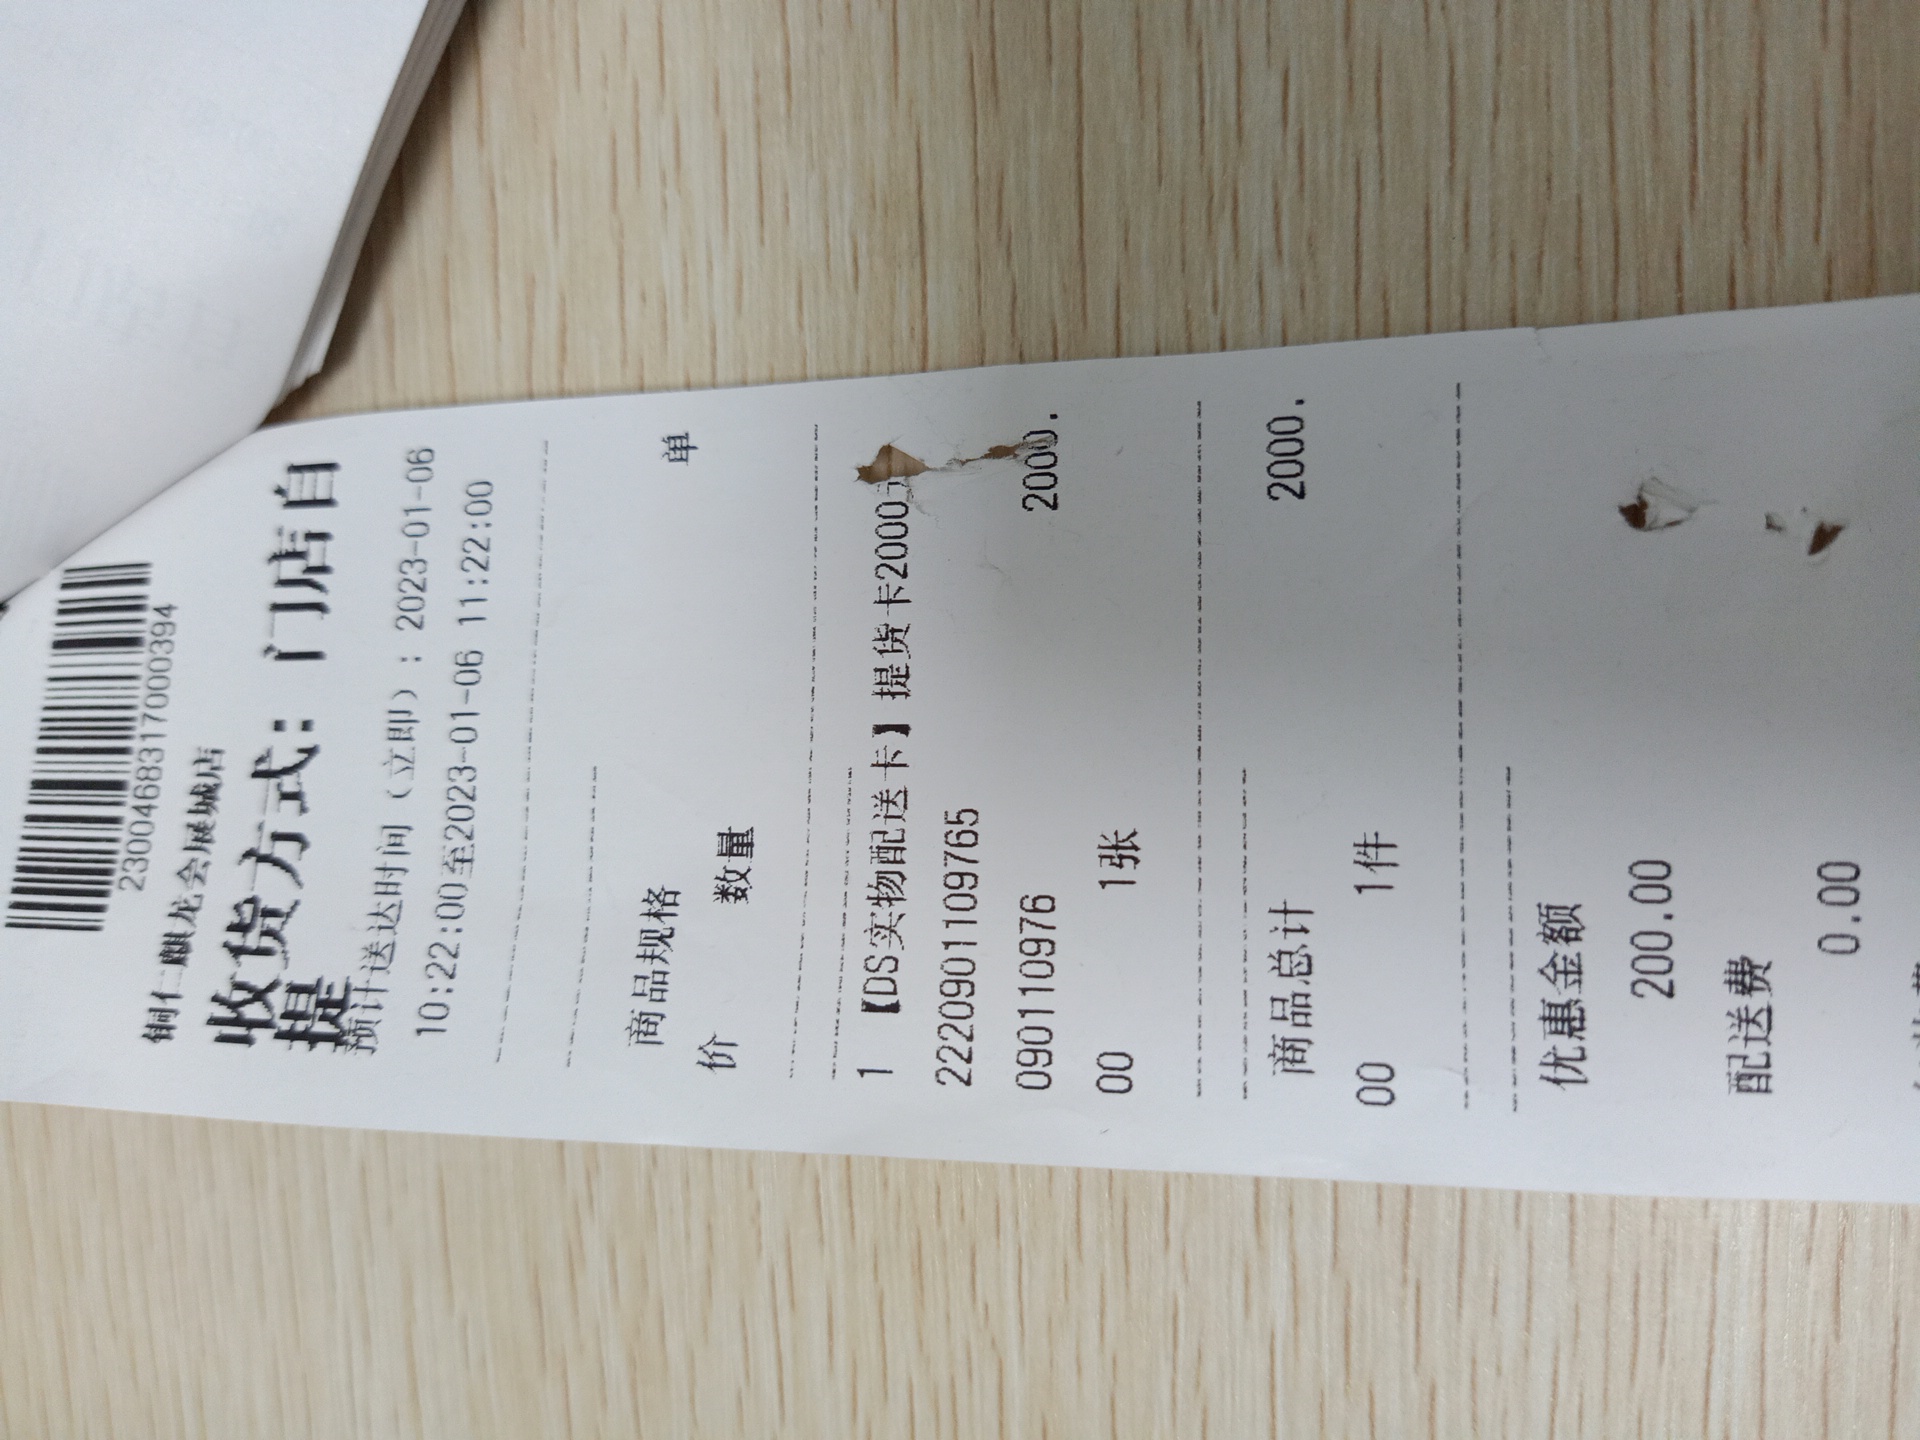 2300468317000394
铜仁麒龙会展城店
收货方式：门店自
提
预计送达时间（立即）：2023-01-06
10:22:00至2023-01-06 11:22:00
商品规格 单
价 数量
1 【DS实物配送卡】提货卡2000
2220901109765
090110976 2000.
00 1张
商品总计 2000.
00 1件
优惠金额
200.00
配送费
0.00